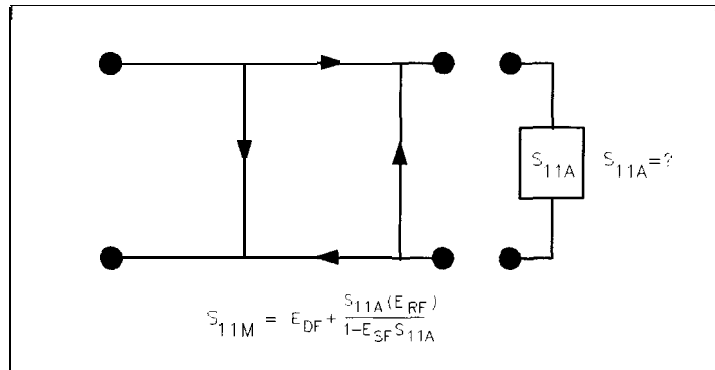 S11A S11A=?
S11M = EDF + S11A(ERF) / 1-ESF S11A